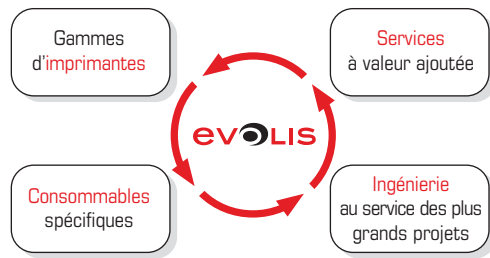 Gammes
d'imprimantes
Services
à valeur ajoutée
evolis
Consommables
spécifiques
Ingénierie
au service des plus
grands projets